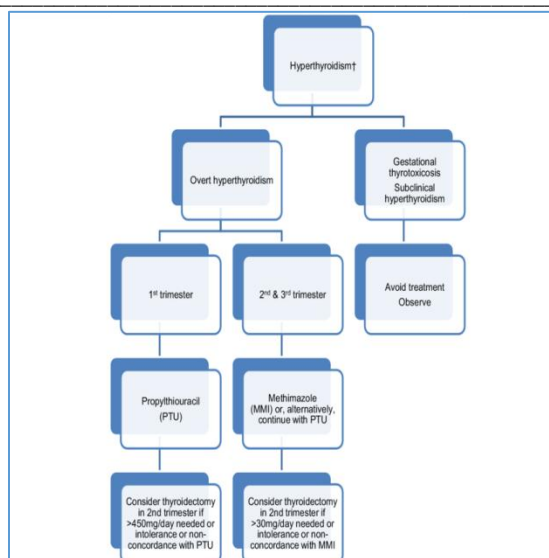 Hyperthyroidism†
Overt hyperthyroidism
Gestational
thyrotoxicosis
Subclinical
hyperthyroidism
1st trimester
2nd & 3rd trimester
Avoid treatment
Observe
Propylthiouracil
(PTU)
Methimazole
(MMI) or, alternatively,
continue with PTU
Consider thyroidectomy
in 2nd trimester if
>450mg/day needed or
intolerance or non-
concordance with PTU
Consider thyroidectomy
in 2nd trimester if
>30mg/day needed or
intolerance or non-
concordance with MMI